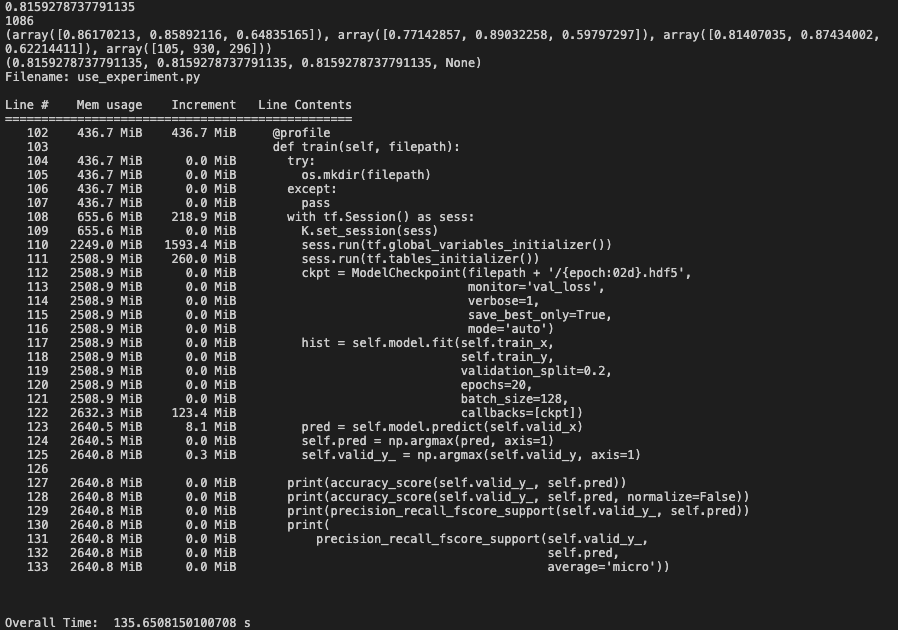 0.8159278737791135
1086
(array([0.86170213, 0.85892116, 0.64835165]), array([0.77142857, 0.89032258, 0.59797297]), array([0.81407035, 0.87434002,
0.62214411]), array([105, 930, 296]))
(0.8159278737791135, 0.8159278737791135, 0.8159278737791135, None)
Filename: use_experiment.py

Line #    Mem usage    Increment   Line Contents
================================================
   102    436.7 MiB    436.7 MiB     @profile
   103                               def train(self, filepath):
   104    436.7 MiB      0.0 MiB       try:
   105    436.7 MiB      0.0 MiB         os.mkdir(filepath)
   106    436.7 MiB      0.0 MiB       except:
   107    436.7 MiB      0.0 MiB         pass
   108    655.6 MiB    218.9 MiB       with tf.Session() as sess:
   109    655.6 MiB      0.0 MiB         K.set_session(sess)
   110   2249.0 MiB   1593.4 MiB         sess.run(tf.global_variables_initializer())
   111   2508.9 MiB    260.0 MiB         sess.run(tf.tables_initializer())
   112   2508.9 MiB      0.0 MiB         ckpt = ModelCheckpoint(filepath + '/{epoch:02d}.hdf5',
   113   2508.9 MiB      0.0 MiB                                monitor='val_loss',
   114   2508.9 MiB      0.0 MiB                                verbose=1,
   115   2508.9 MiB      0.0 MiB                                save_best_only=True,
   116   2508.9 MiB      0.0 MiB                                mode='auto')
   117   2508.9 MiB      0.0 MiB         hist = self.model.fit(self.train_x,
   118   2508.9 MiB      0.0 MiB                               self.train_y,
   119   2508.9 MiB      0.0 MiB                               validation_split=0.2,
   120   2508.9 MiB      0.0 MiB                               epochs=20,
   121   2508.9 MiB      0.0 MiB                               batch_size=128,
   122   2632.3 MiB    123.4 MiB                               callbacks=[ckpt])
   123   2640.5 MiB      8.1 MiB         pred = self.model.predict(self.valid_x)
   124   2640.5 MiB      0.0 MiB         self.pred = np.argmax(pred, axis=1)
   125   2640.8 MiB      0.3 MiB         self.valid_y_ = np.argmax(self.valid_y, axis=1)
   126
   127   2640.8 MiB      0.0 MiB       print(accuracy_score(self.valid_y_, self.pred))
   128   2640.8 MiB      0.0 MiB       print(accuracy_score(self.valid_y_, self.pred, normalize=False))
   129   2640.8 MiB      0.0 MiB       print(precision_recall_fscore_support(self.valid_y_, self.pred))
   130   2640.8 MiB      0.0 MiB       print(
   131   2640.8 MiB      0.0 MiB           precision_recall_fscore_support(self.valid_y_,
   132   2640.8 MiB      0.0 MiB                                           self.pred,
   133   2640.8 MiB      0.0 MiB                                           average='micro'))

Overall Time:  135.6508150100708 s